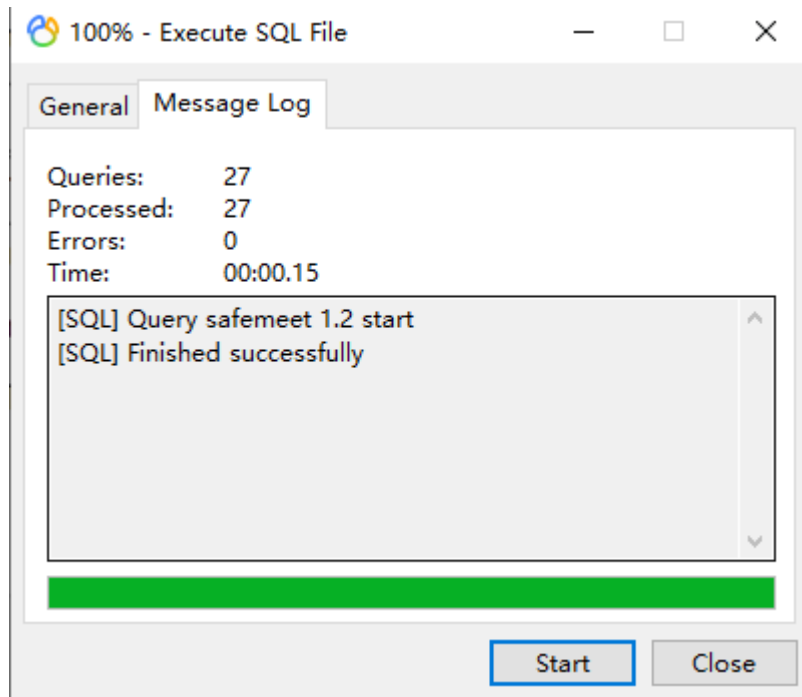 100% - Execute SQL File
General Message Log
Queries: 27
Processed: 27
Errors: 0
Time: 00:00.15
[SQL] Query safemeet 1.2 start
[SQL] Finished successfully
Start Close